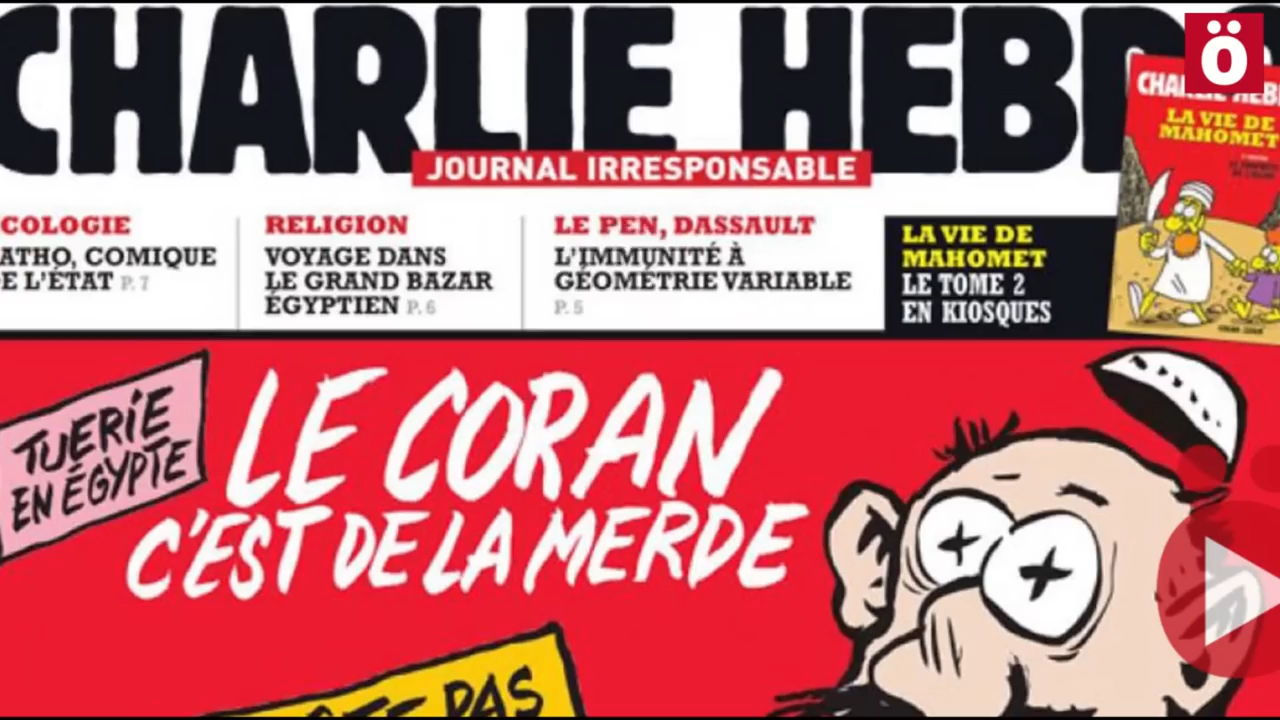 CHARLIE HEBD
ö
JOURNAL IRRESPONSABLE
COLOGIE
ATHO, COMIQUE
E L'ÉTAT P.7
RELIGION
VOYAGE DANS
LE GRAND BAZAR
ÉGYPTIEN P.6
LE PEN, DASSAULT
L'IMMUNITÉ À
GÉOMÉTRIE VARIABLE
P.5
LA VIE DE
MAHOMET
LE TOME 2
EN KIOSQUES
LA VIE DE
MAHOMET
TUERIE
EN ÉGYPTE
LE CORAN
C'EST DE LA MERDE
PAS